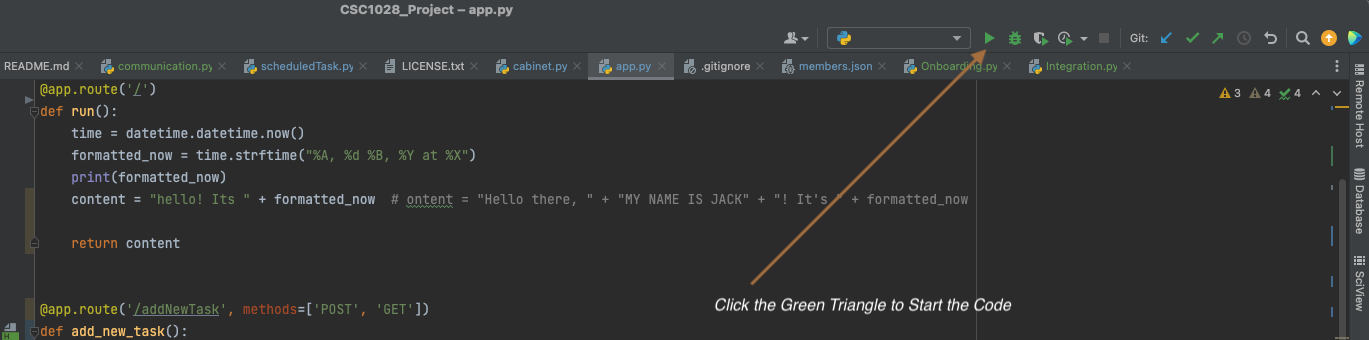 CSC1028_Project – app.py
Git:
README.md communication.py scheduledTask.py LICENSE.txt cabinet.py app.py .gitignore members.json Onboarding.py Integration.py
@app.route('/')
3 4 4
def run():
time = datetime.datetime.now()
formatted_now = time.strftime("%A, %d %B, %Y at %X")
print(formatted_now)
content = "hello! Its " + formatted_now # ontent = "Hello there, " + "MY NAME IS JACK" + "! It's " + formatted_now
return content
Click the Green Triangle to Start the Code
@app.route('/addNewTask', methods=['POST', 'GET'])
def add_new_task():
Remote Host
Database
SciView